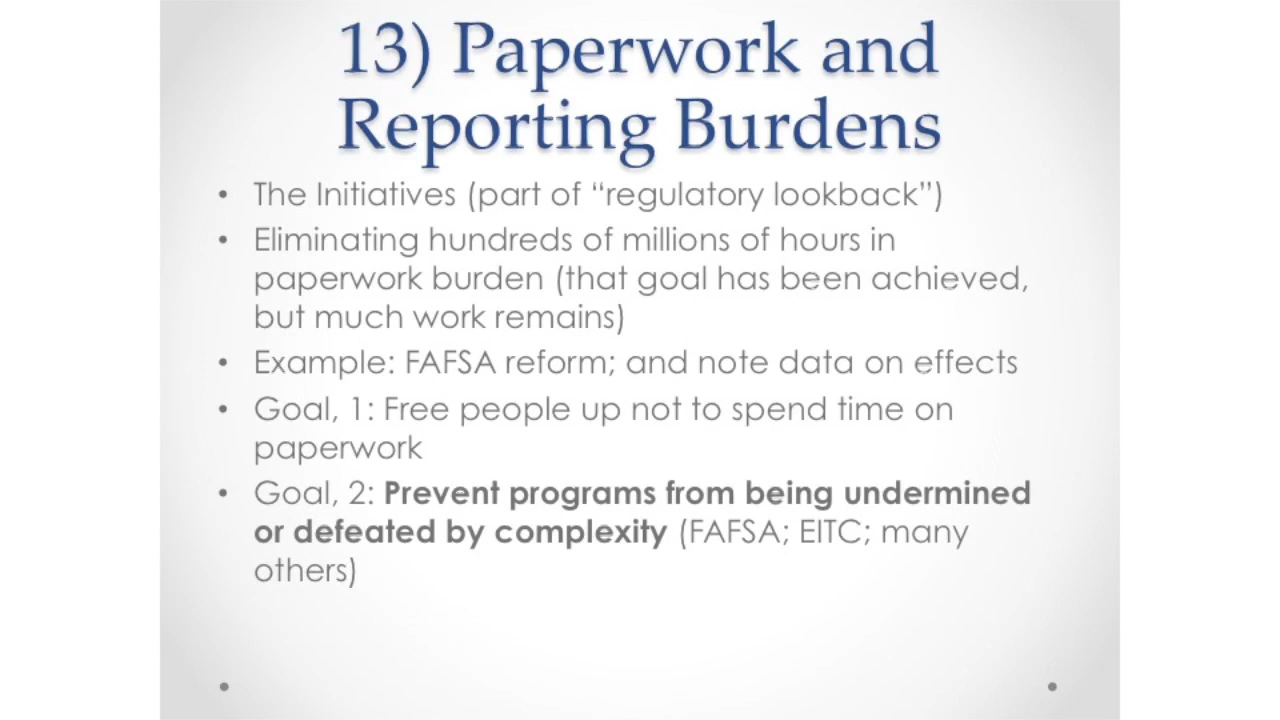 13) Paperwork and
Reporting Burdens
• The Initiatives (part of “regulatory lookback”)
• Eliminating hundreds of millions of hours in
paperwork burden (that goal has been achieved,
but much work remains)
• Example: FAFSA reform; and note data on effects
• Goal, 1: Free people up not to spend time on
paperwork
• Goal, 2: Prevent programs from being undermined
or defeated by complexity (FAFSA; EITC; many
others)